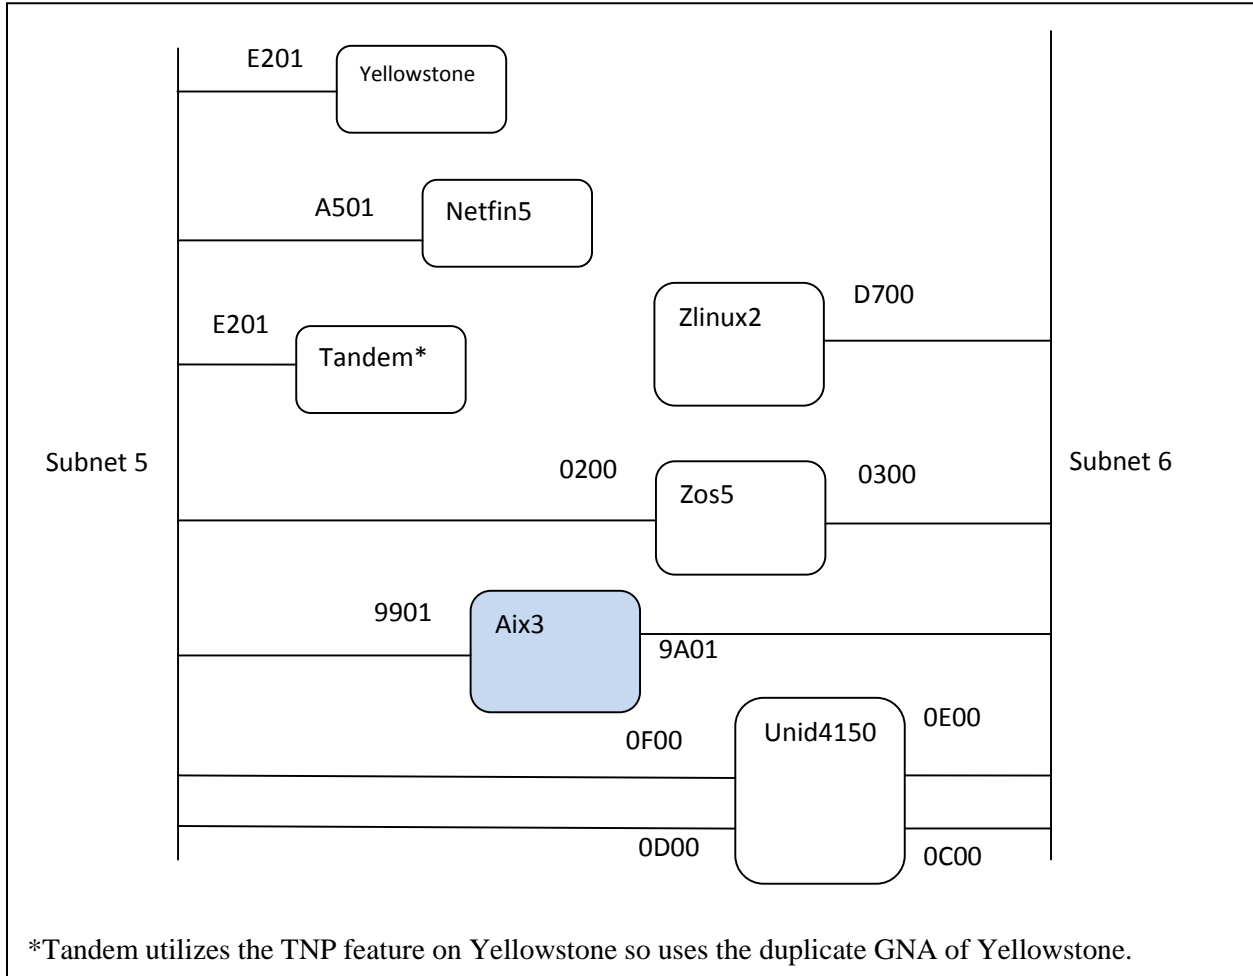 E201
Yellowstone
A501
Netfin5
Zlinux2
D700
E201
Tandem*
Subnet 5
0200
Zos5
0300
Subnet 6
9901
Aix3
9A01
0F00
Unid4150
0E00
0D00
0C00
*Tandem utilizes the TNP feature on Yellowstone so uses the duplicate GNA of Yellowstone.